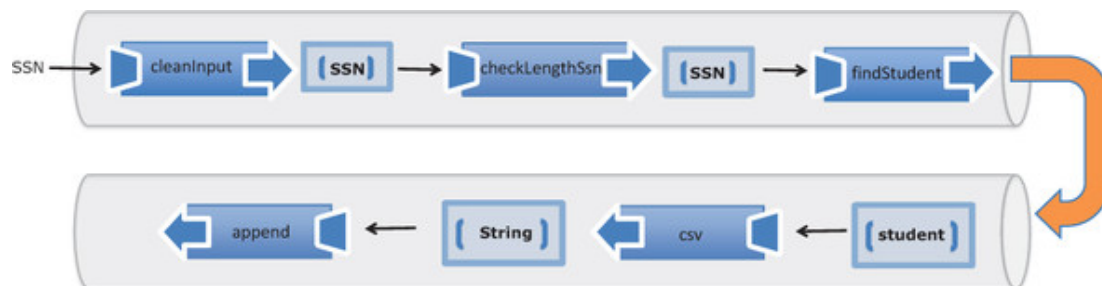 SSN
cleanInput
SSN
checkLengthSsn
SSN
findStudent
append
String
csv
student